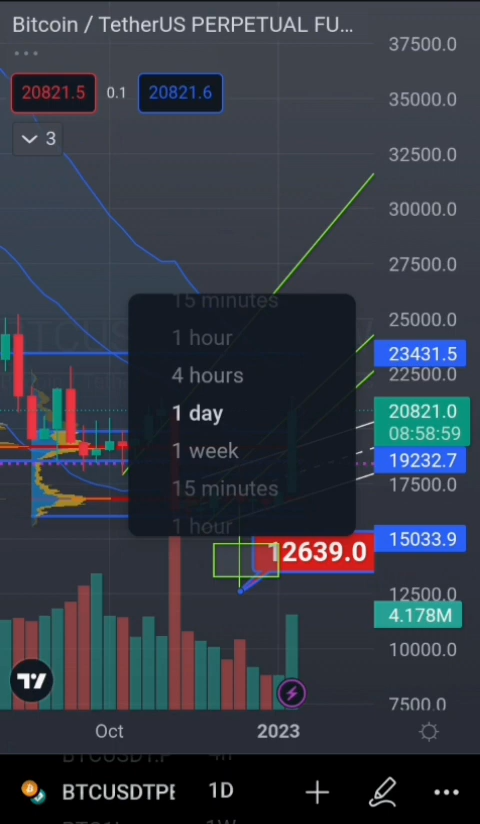 Bitcoin / TetherUS PERPETUAL FU...
37500.0
20821.5 0.1 20821.6
35000.0
3
32500.0
30000.0
27500.0
15 minutes
1 hour
25000.0
23431.5
4 hours
22500.0
1 day
20821.0
08:58:59
1 week
19232.7
15 minutes
17500.0
1 hour
15033.9
12639.0
12500.0
4.178M
10000.0
7500.0
Oct 2023
BTCUSDT.P 4h
BTCUSDTPE 1D
1W